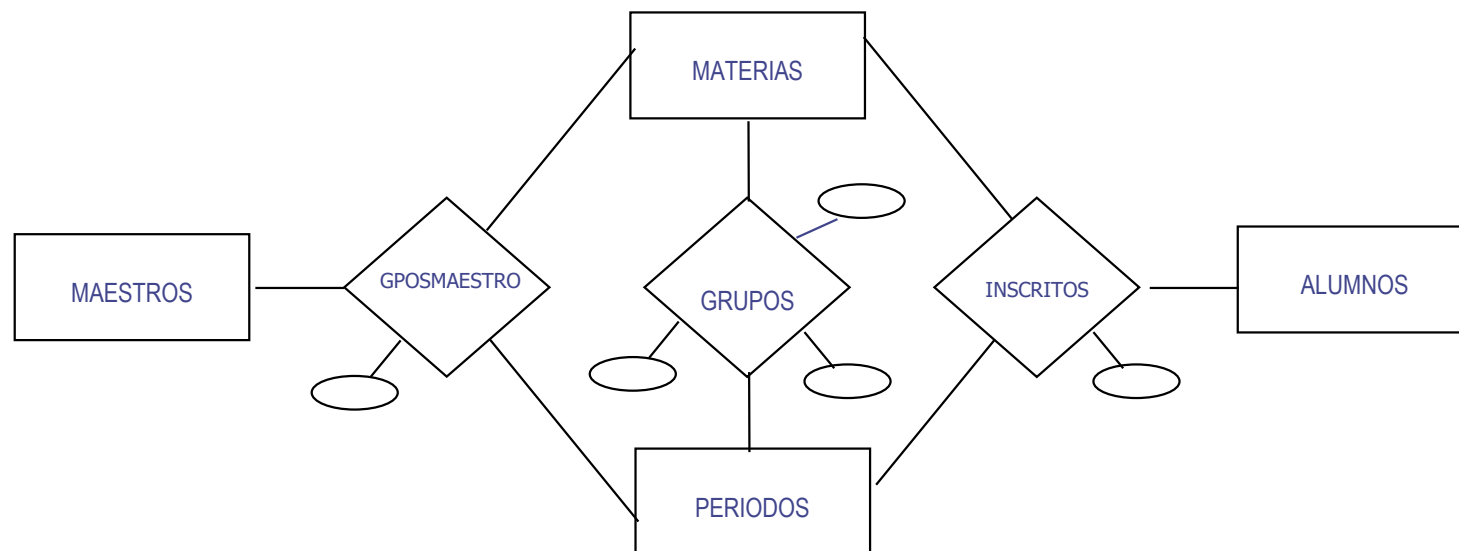 MATERIAS
MAESTROS
GPOSMAESTRO
GRUPOS
INSCRITOS
ALUMNOS
PERIODOS